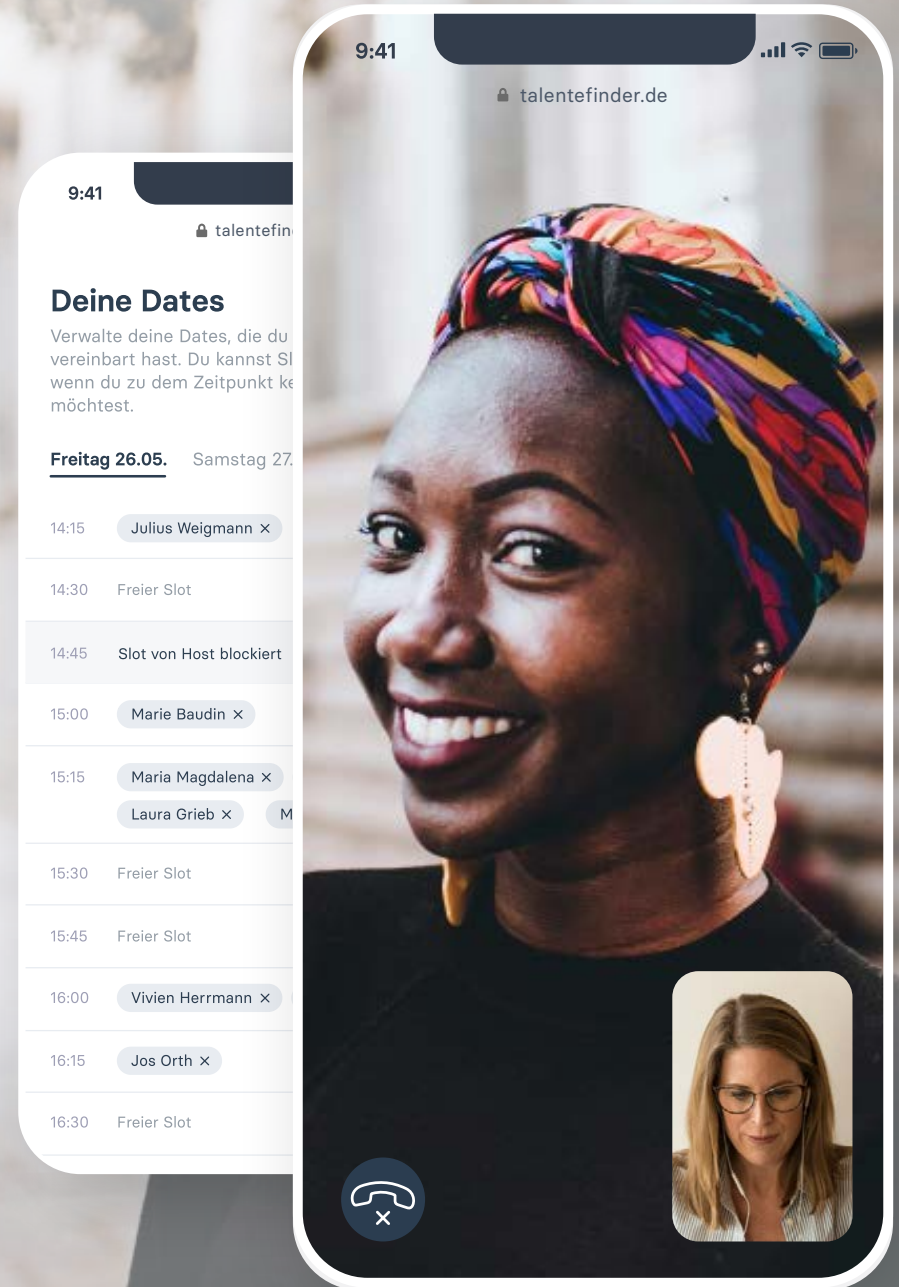 9:41
talentefinder.de
9:41
Deine Dates
Verwalte deine Dates, die du
vereinbart hast. Du kannst
wenn du zu dem Zeitpunkt
möchtest.
Freitag 26.05. Samstag 27.
14:15 Julius Weigmann ×
14:30 Freier Slot
14:45 Slot von Host blockiert
15:00 Marie Baudin ×
15:15 Maria Magdalena ×
Laura Grieb ×
15:30 Freier Slot
15:45 Freier Slot
16:00 Vivien Herrmann ×
16:15 Jos Orth ×
16:30 Freier Slot